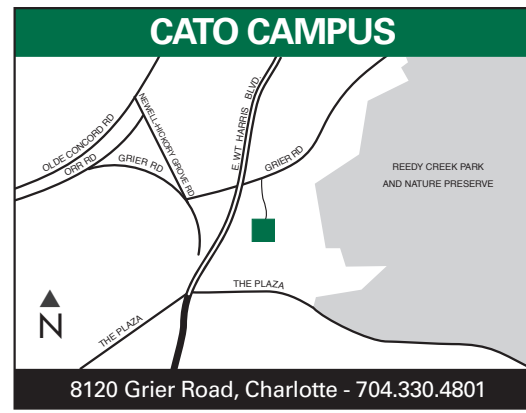 CATO CAMPUS
OLDE CONCORD RD
ORR RD
GRIER RD
NEWELL-HICKORY GROVE RD
E.WT HARRIS BLVD.
GRIER RD
REEDY CREEK PARK
AND NATURE PRESERVE
THE PLAZA
THE PLAZA
N
8120 Grier Road, Charlotte - 704.330.4801